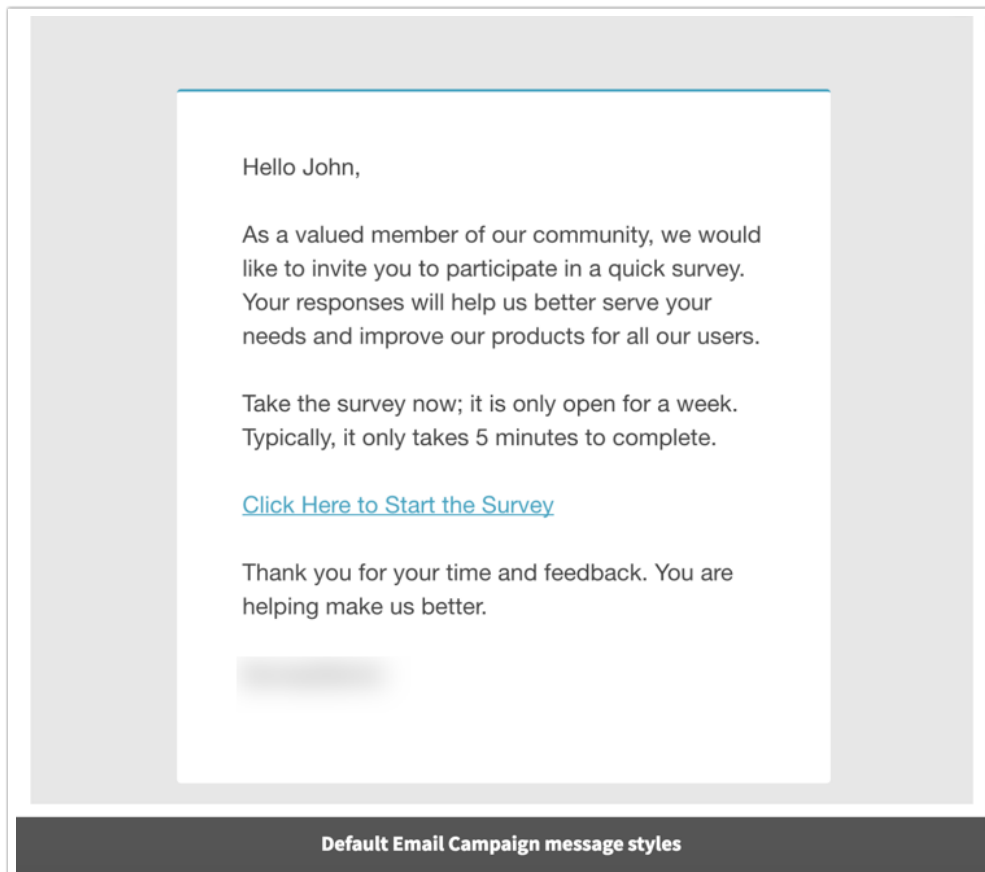 Hello John,
As a valued member of our community, we would
like to invite you to participate in a quick survey.
Your responses will help us better serve your
needs and improve our products for all our users.
Take the survey now; it is only open for a week.
Typically, it only takes 5 minutes to complete.
Click Here to Start the Survey
Thank you for your time and feedback. You are
helping make us better.
Default Email Campaign message styles